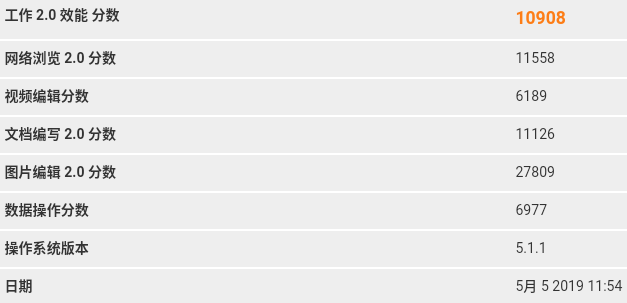 工作 2.0 效能 分数 10908
网络浏览 2.0 分数 11558
视频编辑分数 6189
文档编写 2.0 分数 11126
图片编辑 2.0 分数 27809
数据操作分数 6977
操作系统版本 5.1.1
日期 5月 5 2019 11:54